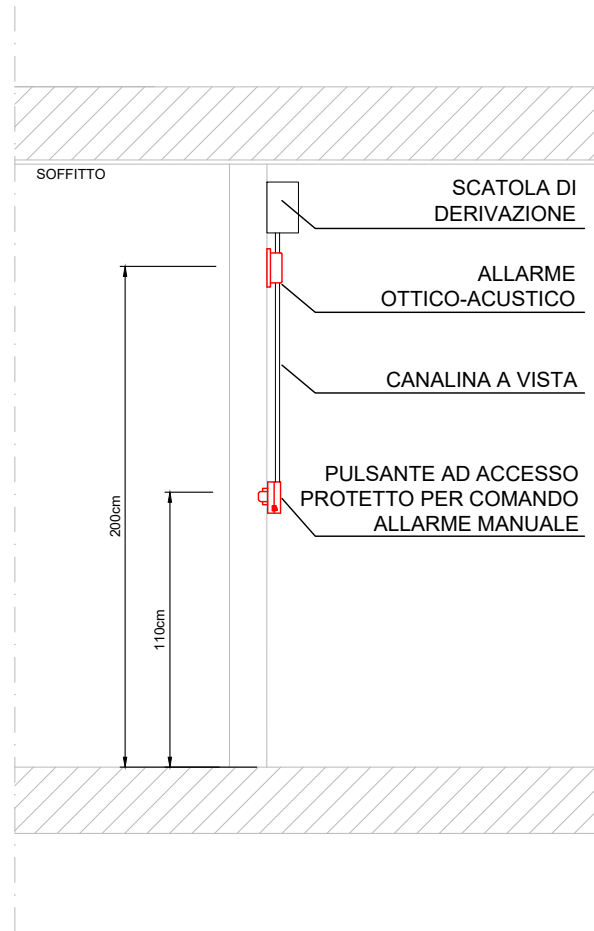 SOFFITTO
SCATOLA DI
DERIVAZIONE
ALLARME
OTTICO-ACUSTICO
CANALINA A VISTA
PULSANTE AD ACCESSO
PROTETTO PER COMANDO
ALLARME MANUALE
200cm
110cm